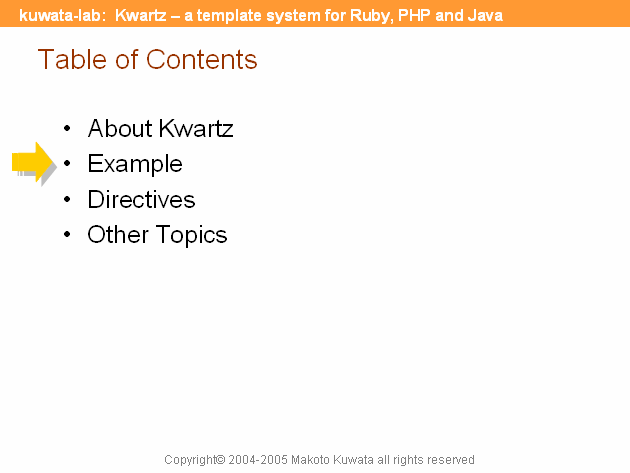 kuwata-lab: Kwartz – a template system for Ruby, PHP and Java
Table of Contents
• About Kwartz
• Example
• Directives
• Other Topics
Copyright© 2004-2005 Makoto Kuwata all rights reserved